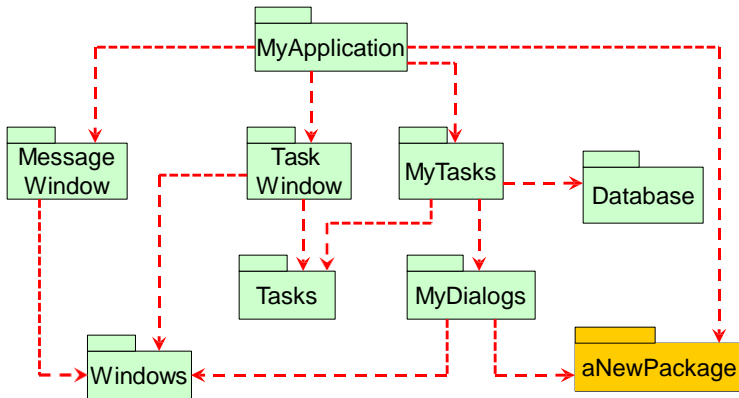 MyApplication
Message
Window
Task
Window
MyTasks
Database
Tasks
MyDialogs
Windows
aNewPackage